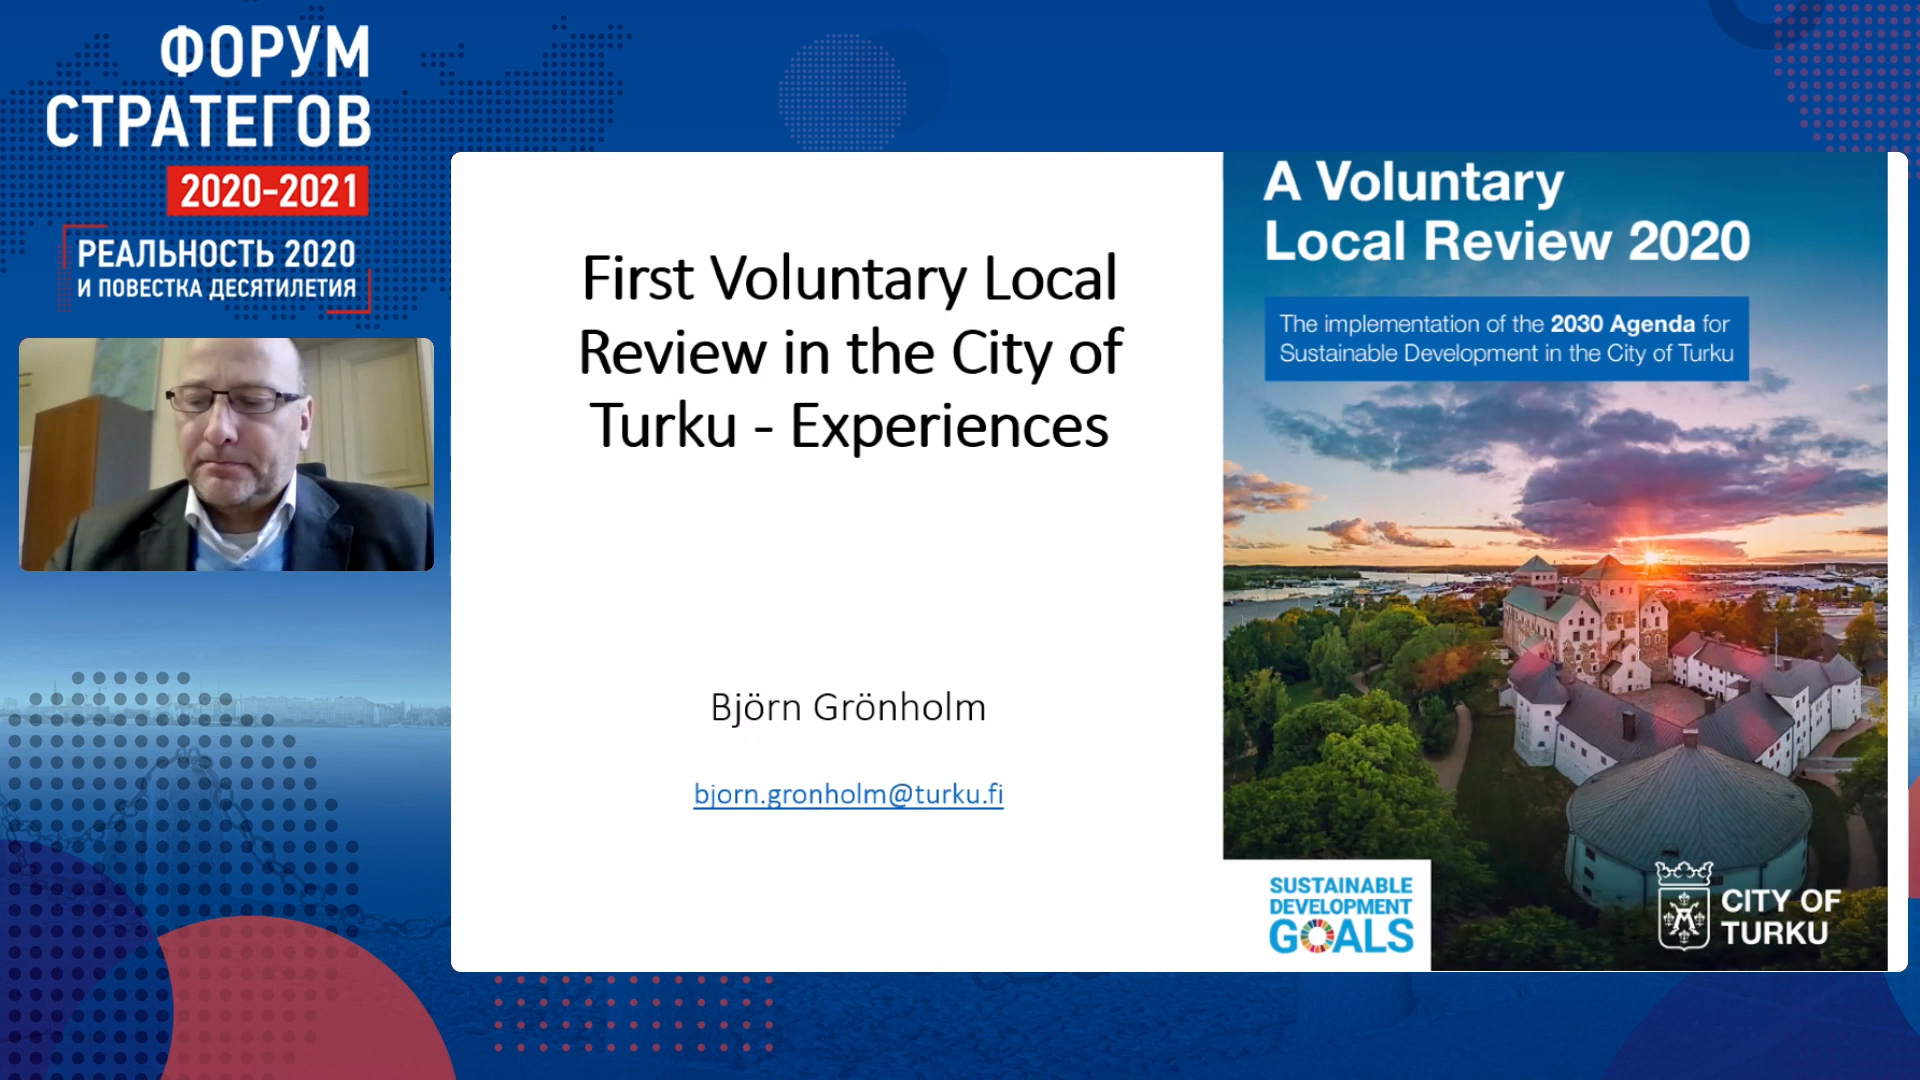 ФОРУМ
СТРАТЕГОВ
2020-2021
РЕАЛЬНОСТЬ 2020
И ПОВЕСТКА ДЕСЯТИЛЕТИЯ
First Voluntary Local
Review in the City of
Turku - Experiences
Björn Grönholm
bjorn.gronholm@turku.fi
A Voluntary
Local Review 2020
The implementation of the 2030 Agenda for
Sustainable Development in the City of Turku
SUSTAINABLE
DEVELOPMENT
GOALS
CITY OF
TURKU